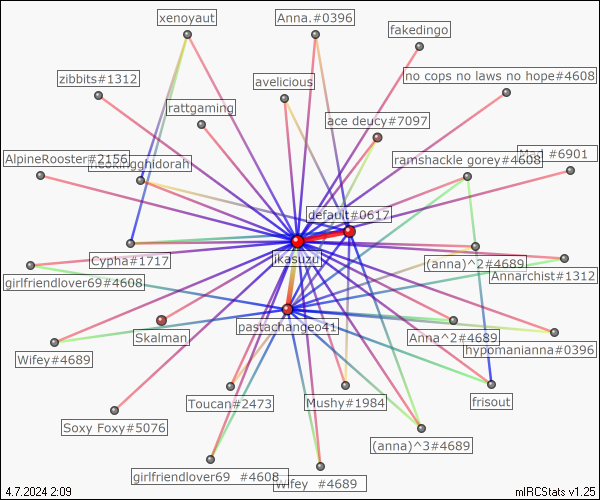 xenoyaut
Anna.#0396
fakedingo
zibbits#1312
avelicious
no cops no laws no hope#4608
rattgaming
ace deucy#7097
AlpineRooster#2156
ramshackle gorey#4608
#6901
default#0617
Cypha#1717
ikasuzu
(anna)^2#4689
Annarchist#1312
girlfriendlover69#4608
pastachangeo41
Skalman
Anna^2#4689
hypomanianna#0396
Wifey#4689
Toucan#2473
Mushy#1984
frisout
Soxy Foxy#5076
(anna)^3#4689
girlfriendlover69 #4608
Wifey #4689
4.7.2024 2:09
mIRCStats v1.25